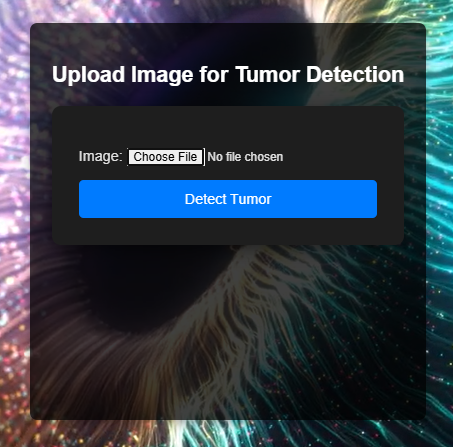 Upload Image for Tumor Detection
Image: Choose File No file chosen
Detect Tumor